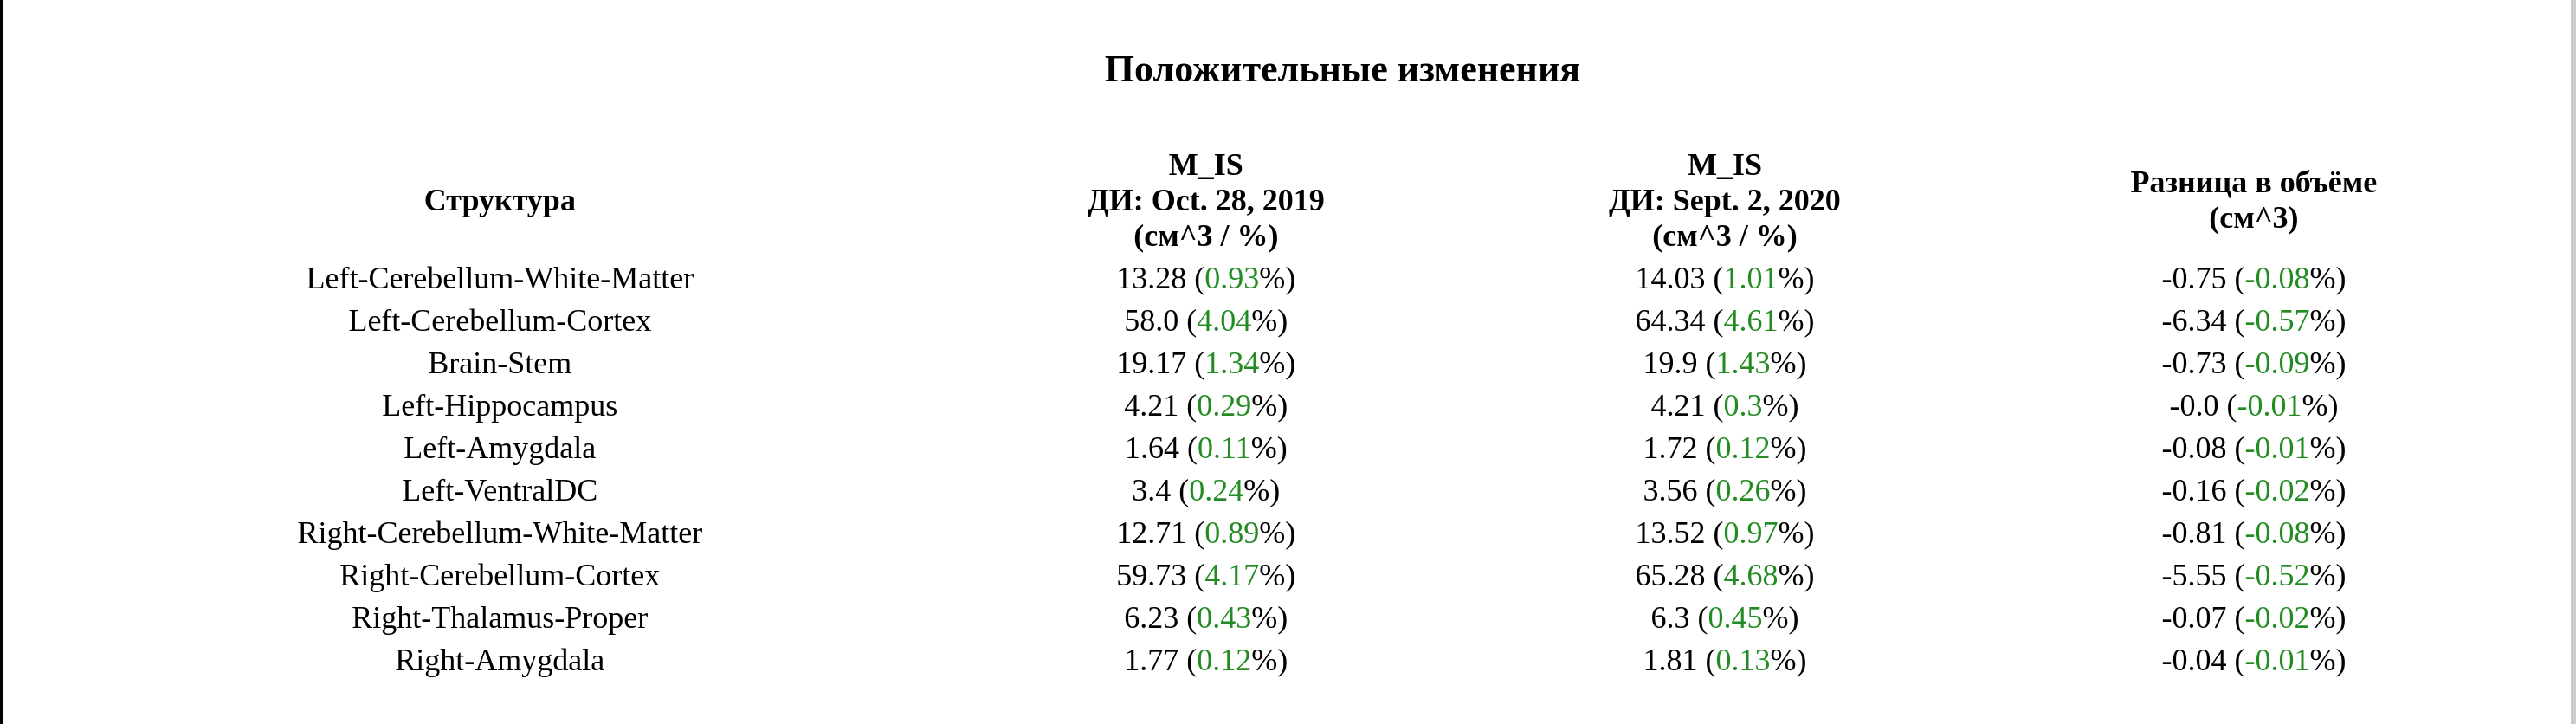 Положительные изменения
Структура
M_IS
ДИ: Oct. 28, 2019
(см^3 / %)
M_IS
ДИ: Sept. 2, 2020
(см^3 / %)
Разница в объёме
(см^3)
Left-Cerebellum-White-Matter 13.28 (0.93%) 14.03 (1.01%) -0.75 (-0.08%)
Left-Cerebellum-Cortex 58.0 (4.04%) 64.34 (4.61%) -6.34 (-0.57%)
Brain-Stem 19.17 (1.34%) 19.9 (1.43%) -0.73 (-0.09%)
Left-Hippocampus 4.21 (0.29%) 4.21 (0.3%) -0.0 (-0.01%)
Left-Amygdala 1.64 (0.11%) 1.72 (0.12%) -0.08 (-0.01%)
Left-VentralDC 3.4 (0.24%) 3.56 (0.26%) -0.16 (-0.02%)
Right-Cerebellum-White-Matter 12.71 (0.89%) 13.52 (0.97%) -0.81 (-0.08%)
Right-Cerebellum-Cortex 59.73 (4.17%) 65.28 (4.68%) -5.55 (-0.52%)
Right-Thalamus-Proper 6.23 (0.43%) 6.3 (0.45%) -0.07 (-0.02%)
Right-Amygdala 1.77 (0.12%) 1.81 (0.13%) -0.04 (-0.01%)